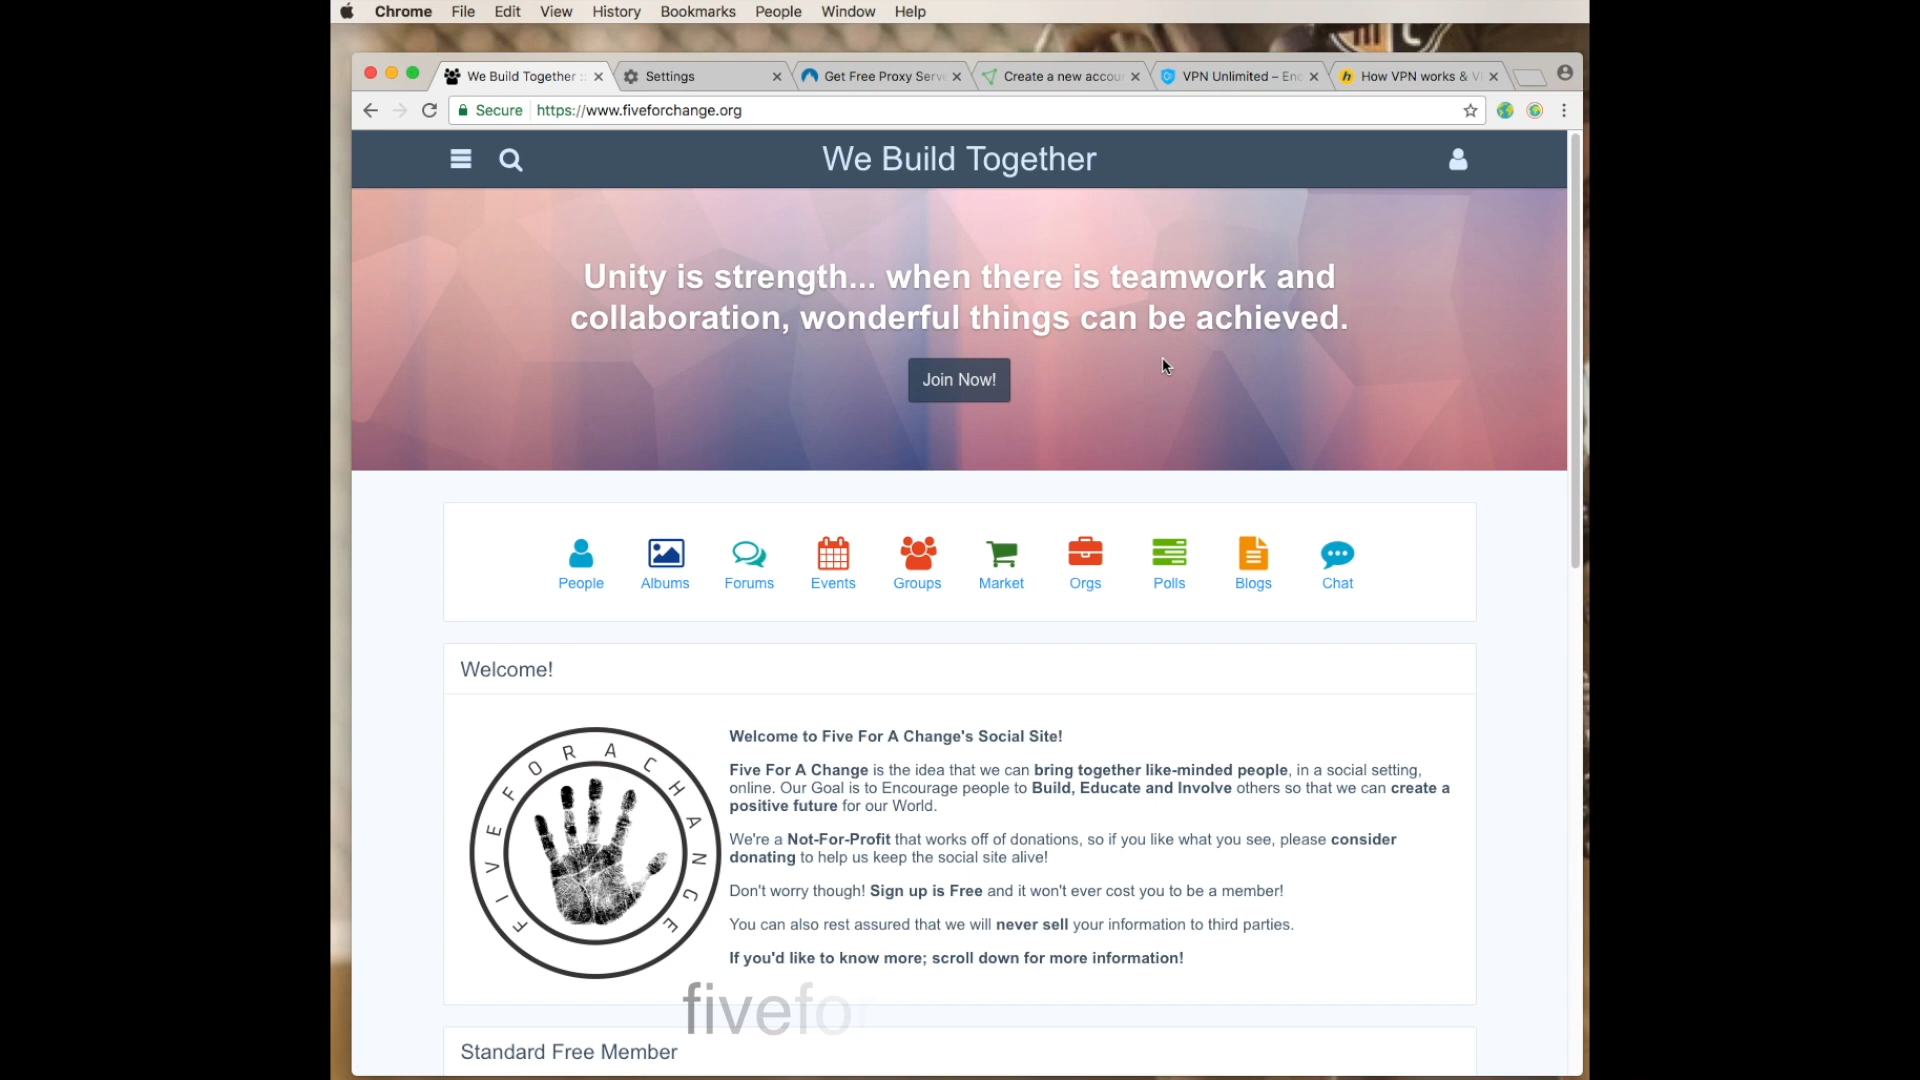 Chrome File Edit View History Bookmarks People Window Help
We Build Together : Settings Get Free Proxy Serv Create a new accou VPN Unlimited – Enc How VPN works & V
Secure https://www.fiveforchange.org
We Build Together
Unity is strength... when there is teamwork and
collaboration, wonderful things can be achieved.
Join Now!
People Albums Forums Events Groups Market Orgs Polls Blogs Chat
Welcome!
FIVE FOR A CHANGE
Welcome to Five For A Change's Social Site!
Five For A Change is the idea that we can bring together like-minded people, in a social setting,
online. Our Goal is to Encourage people to Build, Educate and Involve others so that we can create a
positive future for our World.
We're a Not-For-Profit that works off of donations, so if you like what you see, please consider
donating to help us keep the social site alive!
Don't worry though! Sign up is Free and it won't ever cost you to be a member!
You can also rest assured that we will never sell your information to third parties.
If you'd like to know more; scroll down for more information!
fivefor
Standard Free Member